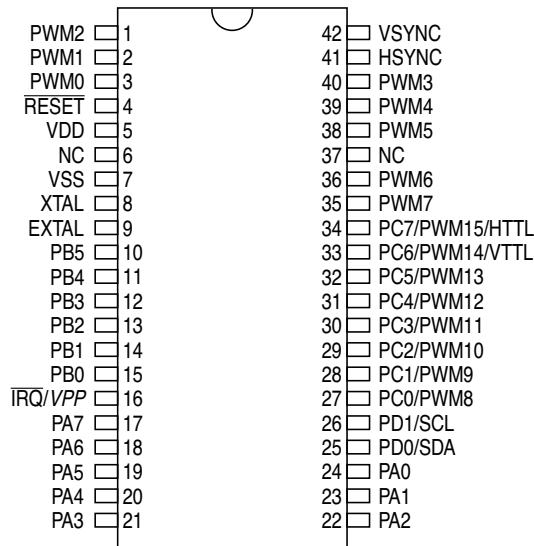 PWM2 1 42 VSYNC
PWM1 2 41 HSYNC
PWM0 3 40 PWM3
RESET 4 39 PWM4
VDD 5 38 PWM5
NC 6 37 NC
VSS 7 36 PWM6
XTAL 8 35 PWM7
EXTAL 9 34 PC7/PWM15/HTTL
PB5 10 33 PC6/PWM14/VTTL
PB4 11 32 PC5/PWM13
PB3 12 31 PC4/PWM12
PB2 13 30 PC3/PWM11
PB1 14 29 PC2/PWM10
PB0 15 28 PC1/PWM9
IRQ/VPP 16 27 PC0/PWM8
PA7 17 26 PD1/SCL
PA6 18 25 PD0/SDA
PA5 19 24 PA0
PA4 20 23 PA1
PA3 21 22 PA2